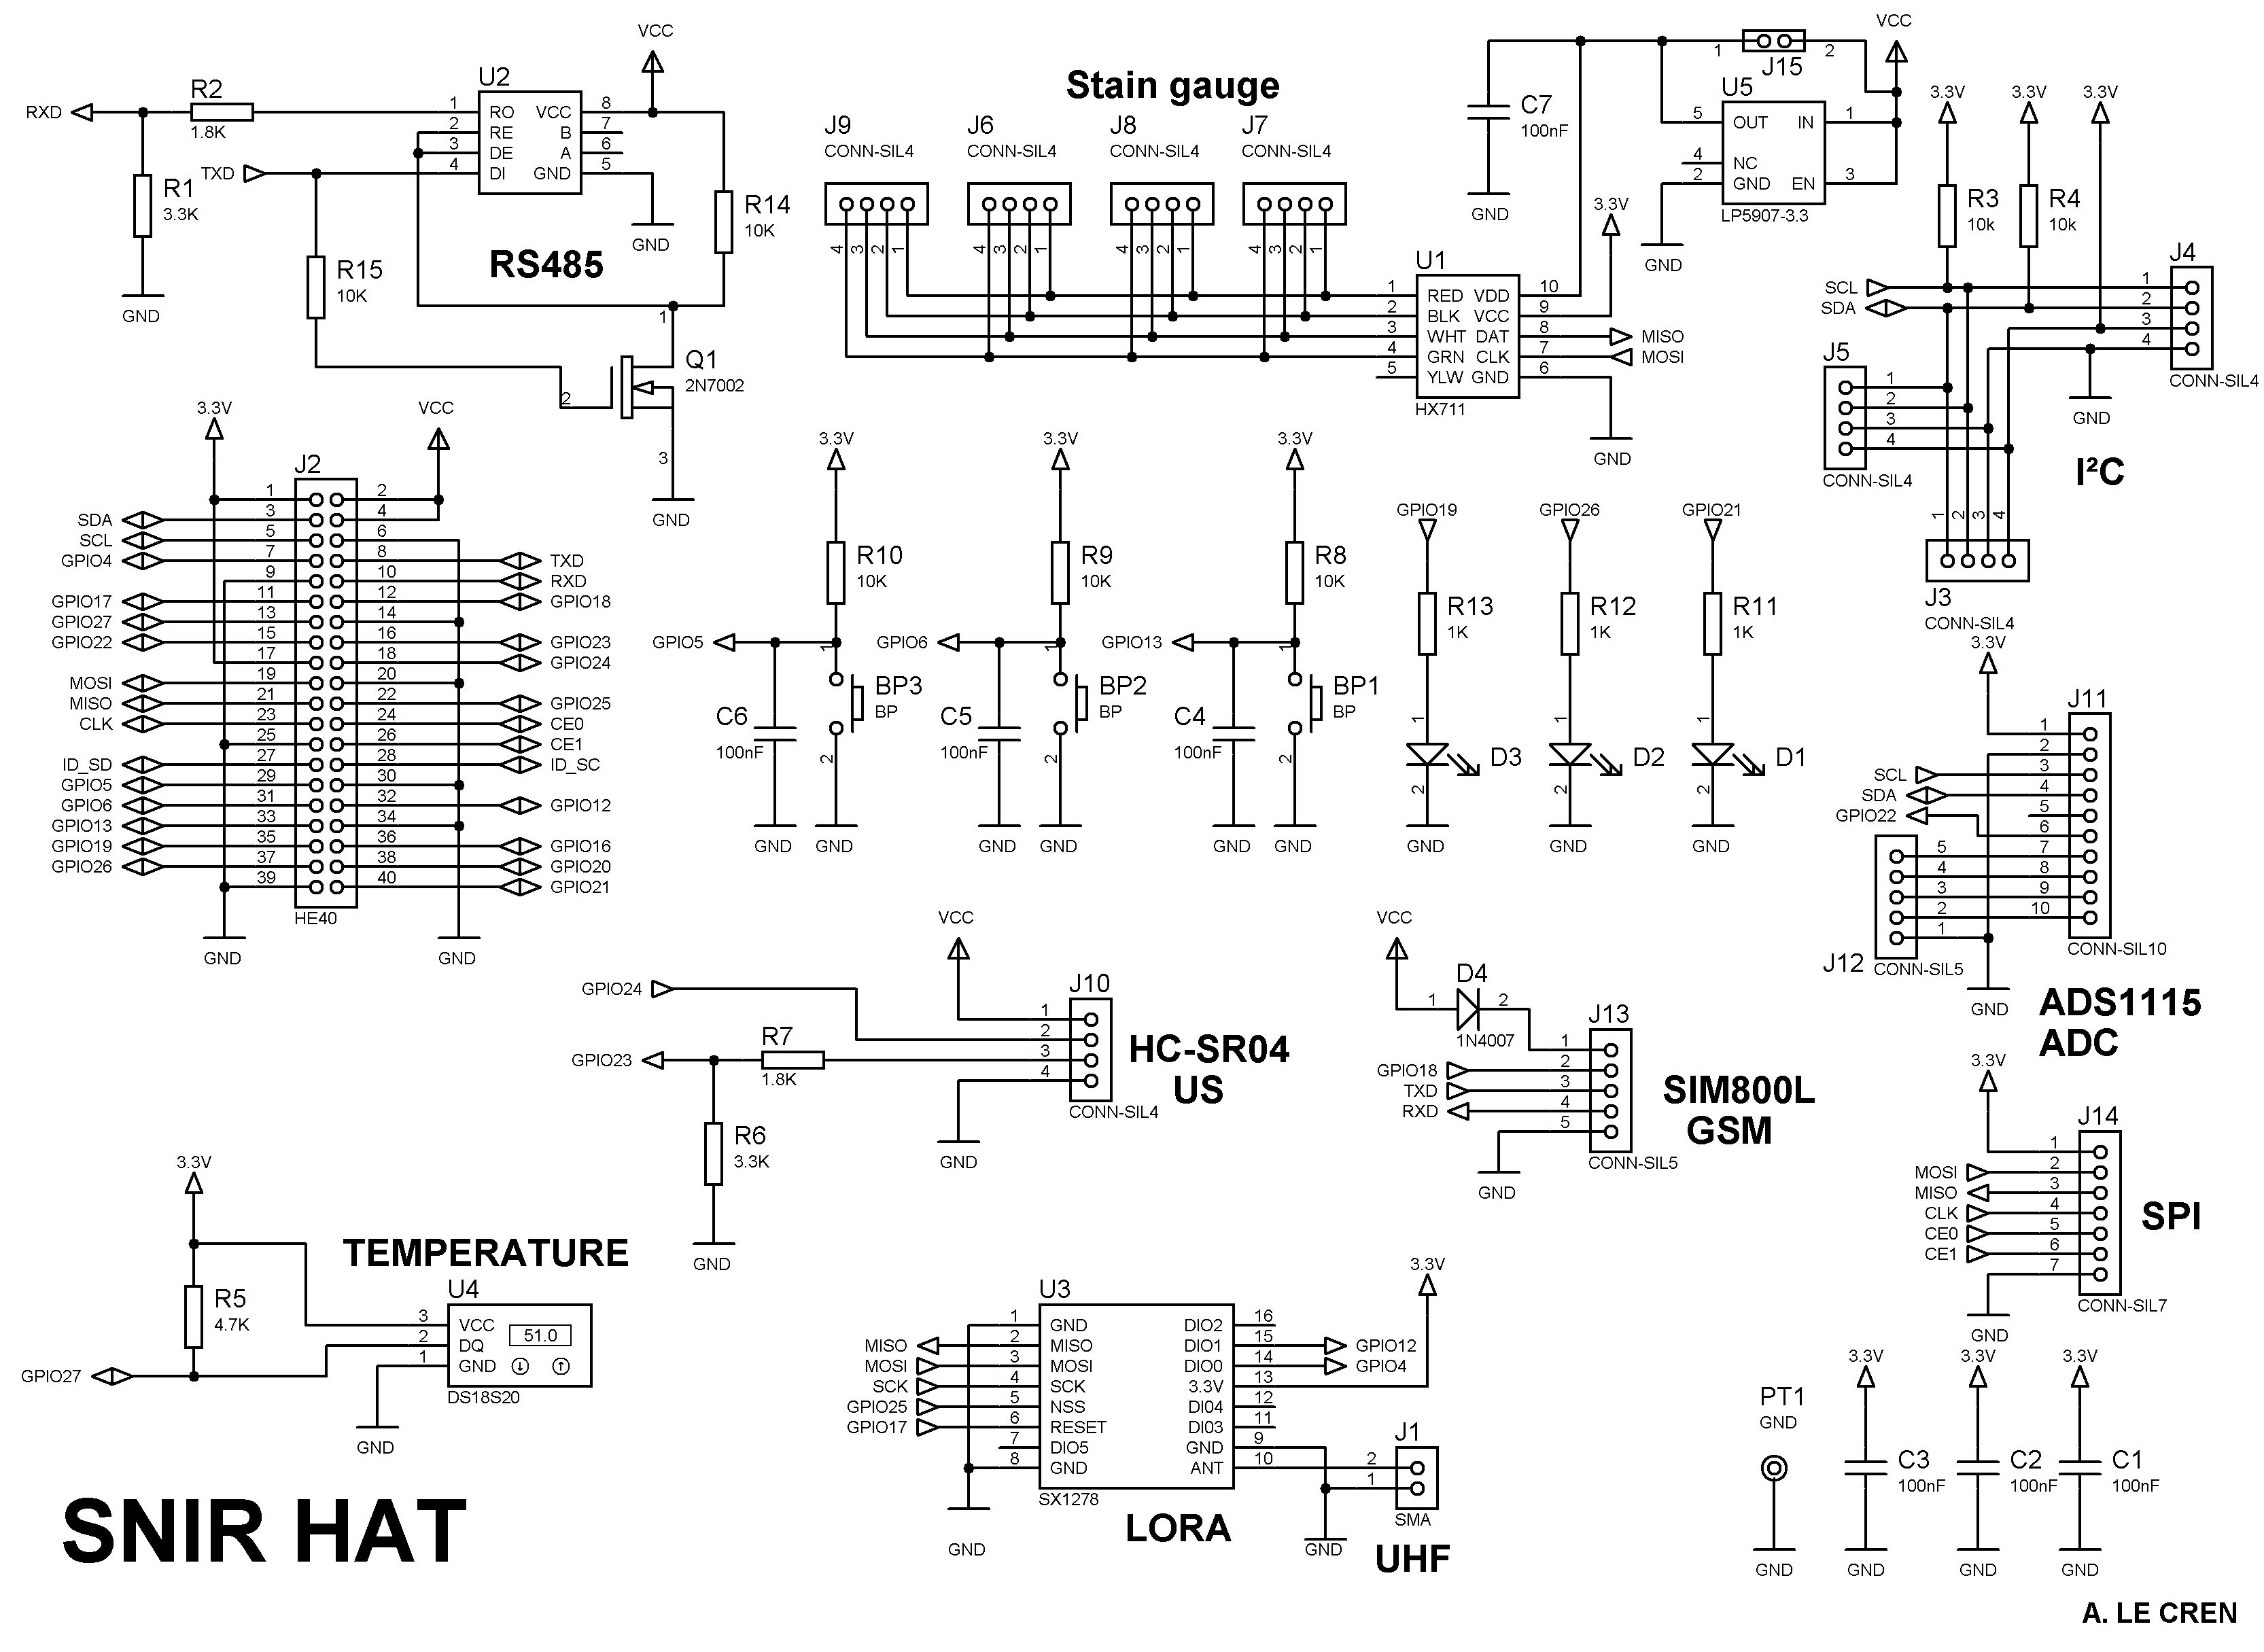 VCC
U2
R2
RXD
1.8K
1
2
3
4
RO
RE
DE
DI
VCC
B
A
GND
8
7
6
5
TXD
R1
3.3K
GND
R15
10K
RS485
GND
R14
10K
1
Q1
2N7002
2
3
GND
Stain gauge
J9
CONN-SIL4
4
3
2
1
J6
CONN-SIL4
4
3
2
1
J8
CONN-SIL4
4
3
2
1
J7
CONN-SIL4
4
3
2
1
U1
1 RED VDD 10
2 BLK VCC 9
3 WHT DAT 8
4 GRN CLK 7
5 YLW GND 6
HX711
3.3V
MISO
MOSI
GND
C7
100nF
GND
1
2
J15
VCC
U5
5 OUT IN 1
4 NC
2 GND EN 3
LP5907-3.3
GND
3.3V
3.3V
3.3V
R3
10k
R4
10k
SCL
SDA
J4
1
2
3
4
CONN-SIL4
GND
J5
1
2
3
4
CONN-SIL4
I²C
1
2
3
4
J3
CONN-SIL4
3.3V
VCC
J2
1 2
SDA 3 4
SCL 5 6
GPIO4 7 8 TXD
9 10 RXD
GPIO17 11 12 GPIO18
GPIO27 13 14
GPIO22 15 16 GPIO23
17 18 GPIO24
MOSI 19 20
MISO 21 22 GPIO25
CLK 23 24 CE0
25 26 CE1
ID_SD 27 28 ID_SC
GPIO5 29 30
GPIO6 31 32 GPIO12
GPIO13 33 34
GPIO19 35 36 GPIO16
GPIO26 37 38 GPIO20
39 40 GPIO21
HE40
GND
GND
3.3V
R10
10K
GPIO5
1
BP3
BP
C6
100nF
2
GND
GND
3.3V
R9
10K
GPIO6
1
BP2
BP
C5
100nF
2
GND
GND
3.3V
R8
10K
GPIO13
1
BP1
BP
C4
100nF
2
GND
GND
GPIO19
R13
1K
1
D3
2
GND
GPIO26
R12
1K
1
D2
2
GND
GPIO21
R11
1K
1
D1
2
GND
3.3V
J11
1
2
SCL 3
SDA 4
5
GPIO22 6
5 7
4 8
3 9
2 10
1
J12
CONN-SIL5
CONN-SIL10
GND
ADS1115
ADC
VCC
GPIO24
J10
1
2
3
4
GPIO23
R7
1.8K
CONN-SIL4
HC-SR04
US
R6
3.3K
GND
GND
VCC
D4
1
2
1N4007
J13
1
GPIO18 2
TXD 3
RXD 4
5
CONN-SIL5
GND
SIM800L
GSM
3.3V
J14
1
MOSI 2
MISO 3
CLK 4
CE0 5
CE1 6
7
CONN-SIL7
GND
SPI
3.3V
TEMPERATURE
R5
4.7K
U4
3 VCC
2 DQ
1 GND
51.0
DS18S20
GPIO27
GND
U3
3.3V
1 GND DIO2 16
MISO 2 MISO DIO1 15 GPIO12
MOSI 3 MOSI DIO0 14 GPIO4
SCK 4 SCK 3.3V 13
GPIO25 5 NSS DI04 12
GPIO17 6 RESET DI03 11
7 DIO5 GND 9
8 GND ANT 10
SX1278
GND
LORA
J1
2
1
SMA
GND
UHF
PT1
GND
GND
3.3V
C3
100nF
GND
3.3V
C2
100nF
GND
3.3V
C1
100nF
GND
SNIR HAT
A. LE CREN